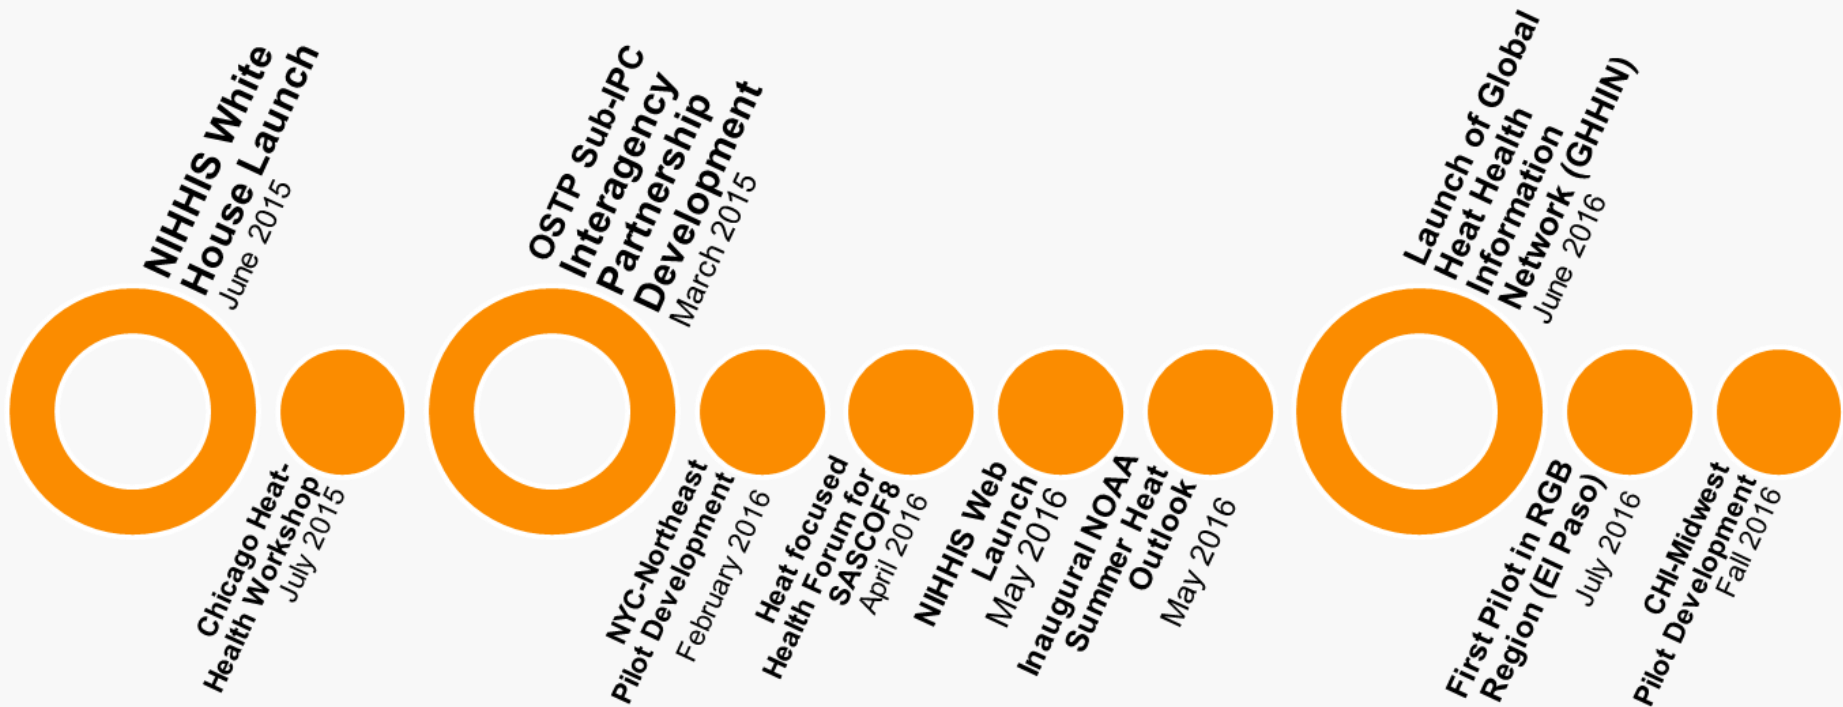 NIHHIS White
House Launch
June 2015
Chicago Heat-
Health Workshop
July 2015
OSTP Sub-IPC
Interagency
Partnership
Development
March 2015
NYC-Northeast
Pilot Development
February 2016
Heat focused
Health Forum for
SASCOF8
April 2016
NIHHIS Web
Launch
May 2016
Inaugural NOAA
Summer Heat
Outlook
May 2016
Launch of Global
Heat Health
Information
Network (GHHIN)
June 2016
First Pilot in RGB
Region (El Paso)
July 2016
CHI-Midwest
Pilot Development
Fall 2016